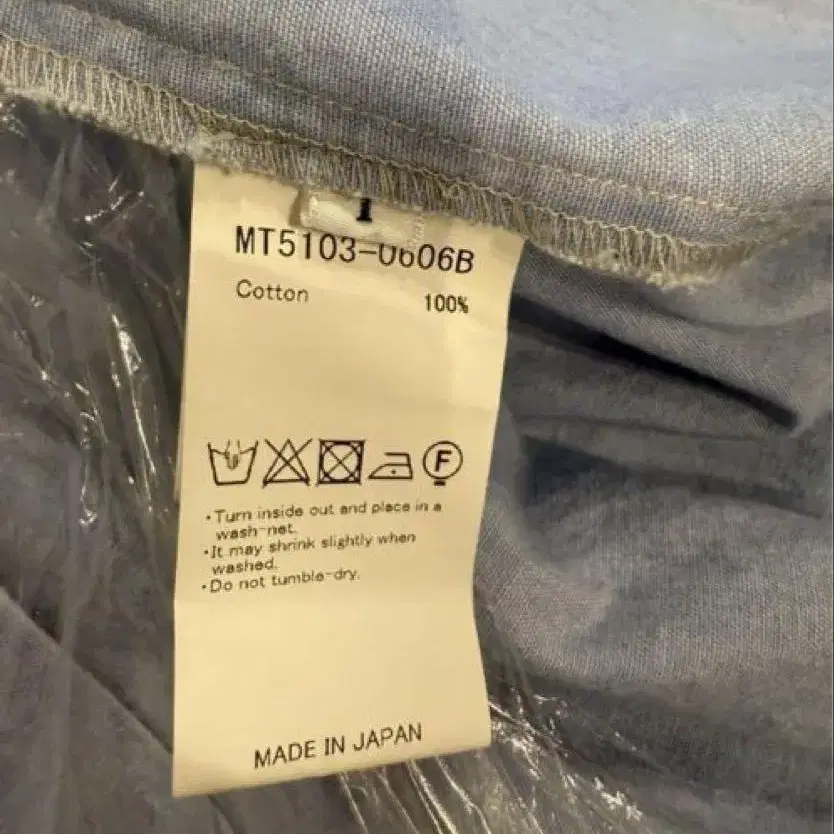 1
MT5103-0606B
Cotton 100%
F
・Turn inside out and place in a
wash-net.
・It may shrink slightly when
washed.
・Do not tumble-dry.
MADE IN JAPAN